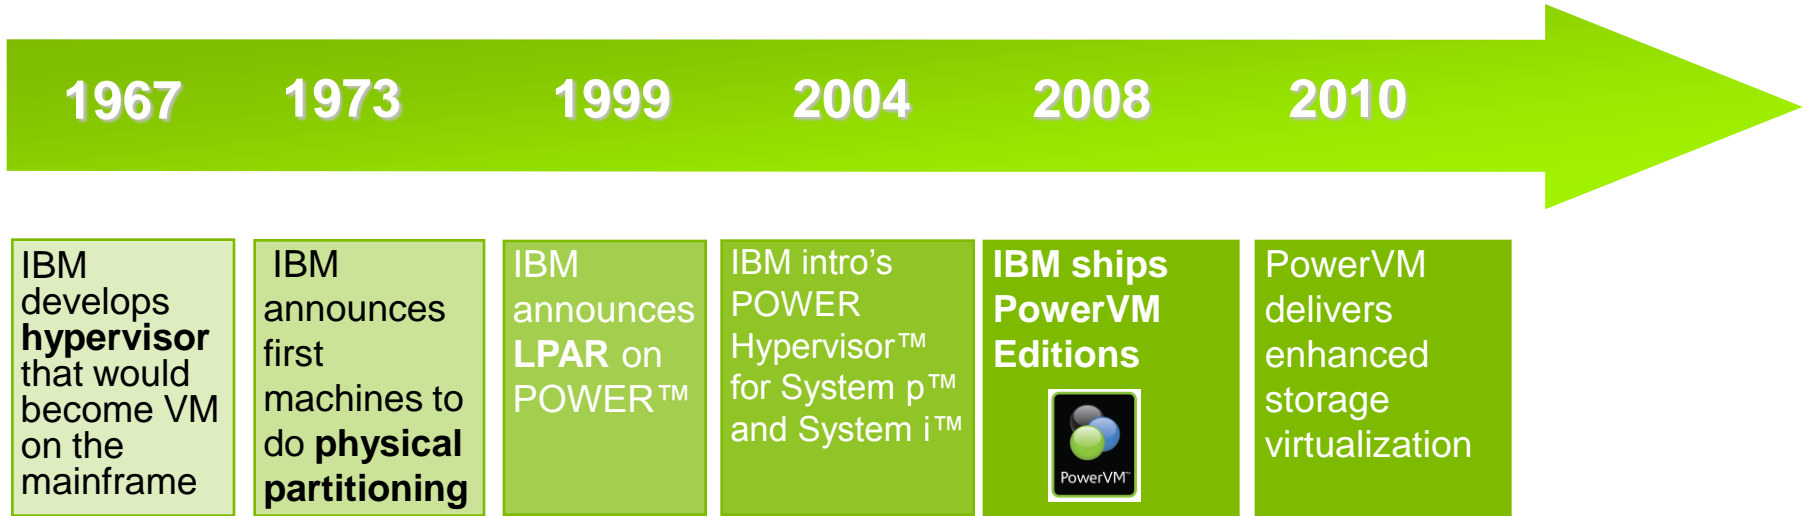 1967 1973 1999 2004 2008 2010
IBM
develops
hypervisor
that would
become VM
on the
mainframe
IBM
announces
first
machines to
do physical
partitioning
IBM
announces
LPAR on
POWER™
IBM intro’s
POWER
Hypervisor™
for System p™
and System i™
IBM ships
PowerVM
Editions
PowerVM™
PowerVM
delivers
enhanced
storage
virtualization